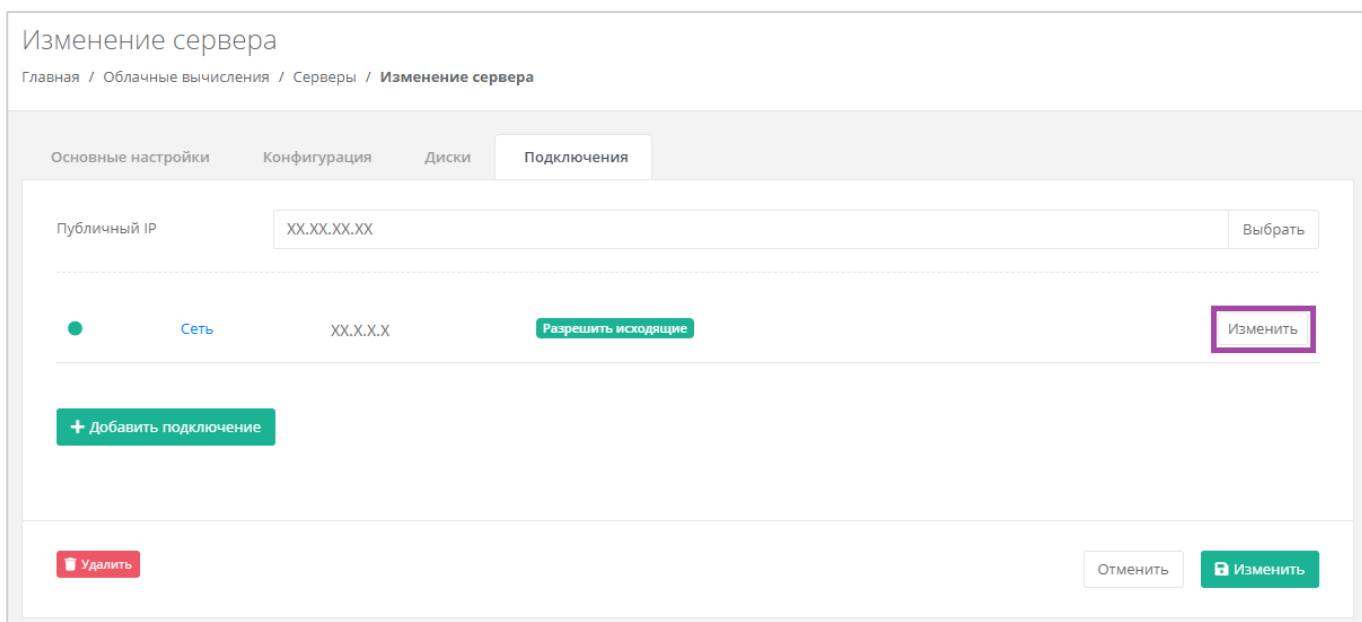 Изменение сервера
Главная / Облачные вычисления / Серверы / Изменение сервера
Основные настройки Конфигурация Диски Подключения
Публичный IP XX.XX.XX.XX Выбрать
Сеть XX.X.X.X Разрешить исходящие Изменить
+ Добавить подключение
Удалить Отменить Изменить